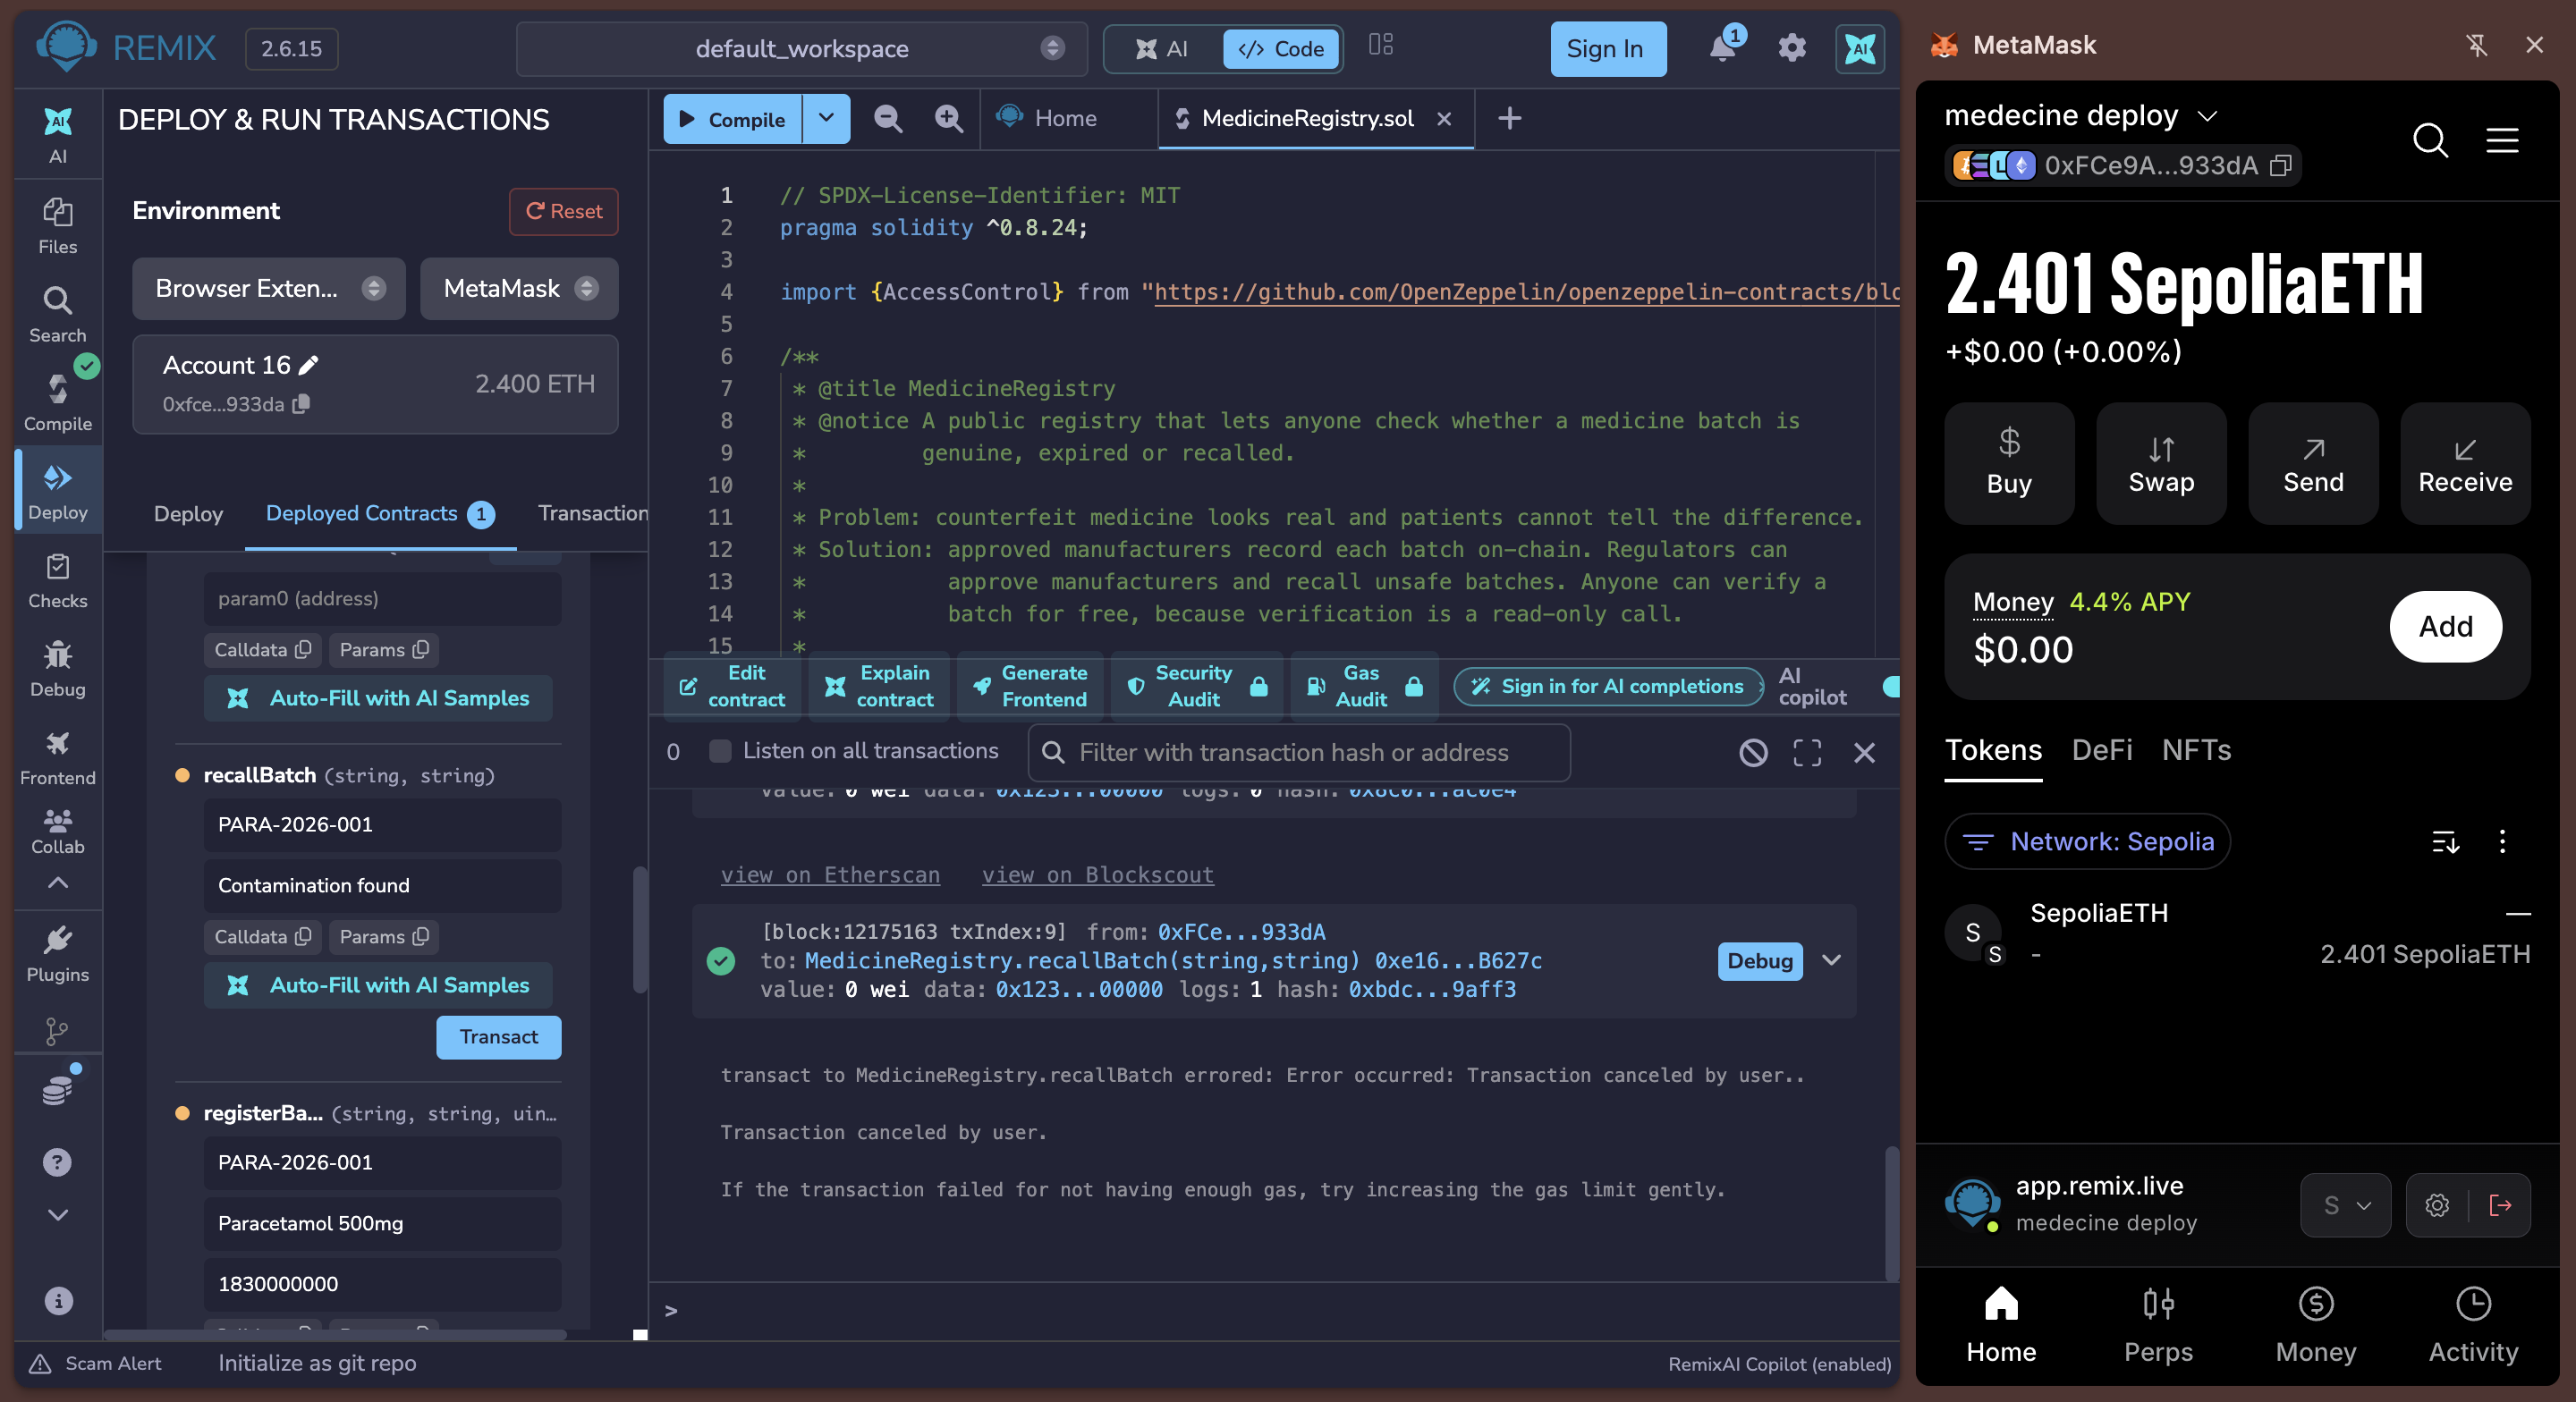 REMIX
2.6.15
default_workspace
AI
Code
Sign In
1
AI
AI
AI
Files
Search
Compile
Deploy
Checks
Debug
Frontend
Collab
Plugins
DEPLOY & RUN TRANSACTIONS
Environment
Reset
Browser Exten...
MetaMask
Account 16
0xfce...933da
2.400 ETH
Deploy
Deployed Contracts 1
Transaction
param0 (address)
Calldata
Params
Auto-Fill with AI Samples
recallBatch (string, string)
PARA-2026-001
Contamination found
Calldata
Params
Auto-Fill with AI Samples
Transact
registerBa... (string, string, uin...
PARA-2026-001
Paracetamol 500mg
1830000000
Compile
Home
MedicineRegistry.sol
1 // SPDX-License-Identifier: MIT
2 pragma solidity ^0.8.24;
3
4 import {AccessControl} from "https://github.com/OpenZeppelin/openzeppelin-contracts/blo
5
6 /**
7 * @title MedicineRegistry
8 * @notice A public registry that lets anyone check whether a medicine batch is
9 * genuine, expired or recalled.
10 *
11 * Problem: counterfeit medicine looks real and patients cannot tell the difference.
12 * Solution: approved manufacturers record each batch on-chain. Regulators can
13 * approve manufacturers and recall unsafe batches. Anyone can verify a
14 * batch for free, because verification is a read-only call.
15 *
Edit contract
Explain contract
Generate Frontend
Security Audit
Gas Audit
Sign in for AI completions
AI copilot
0
Listen on all transactions
Filter with transaction hash or address
value: 0 wei data: 0x123...00000 logs: 0 hash: 0x8c0...ac0e4
view on Etherscan
view on Blockscout
[block:12175163 txIndex:9] from: 0xFCe...933dA
to: MedicineRegistry.recallBatch(string,string) 0xe16...B627c
value: 0 wei data: 0x123...00000 logs: 1 hash: 0xbdc...9aff3
Debug
transact to MedicineRegistry.recallBatch errored: Error occurred: Transaction canceled by user..
Transaction canceled by user.
If the transaction failed for not having enough gas, try increasing the gas limit gently.
>
Scam Alert
Initialize as git repo
RemixAI Copilot (enabled)
MetaMask
medecine deploy
0xFCe9A...933dA
2.401 SepoliaETH
+$0.00 (+0.00%)
Buy
Swap
Send
Receive
Money 4.4% APY
$0.00
Add
Tokens
DeFi
NFTs
Network: Sepolia
S
S
SepoliaETH
—
-
2.401 SepoliaETH
app.remix.live
medecine deploy
S
Home
Perps
Money
Activity